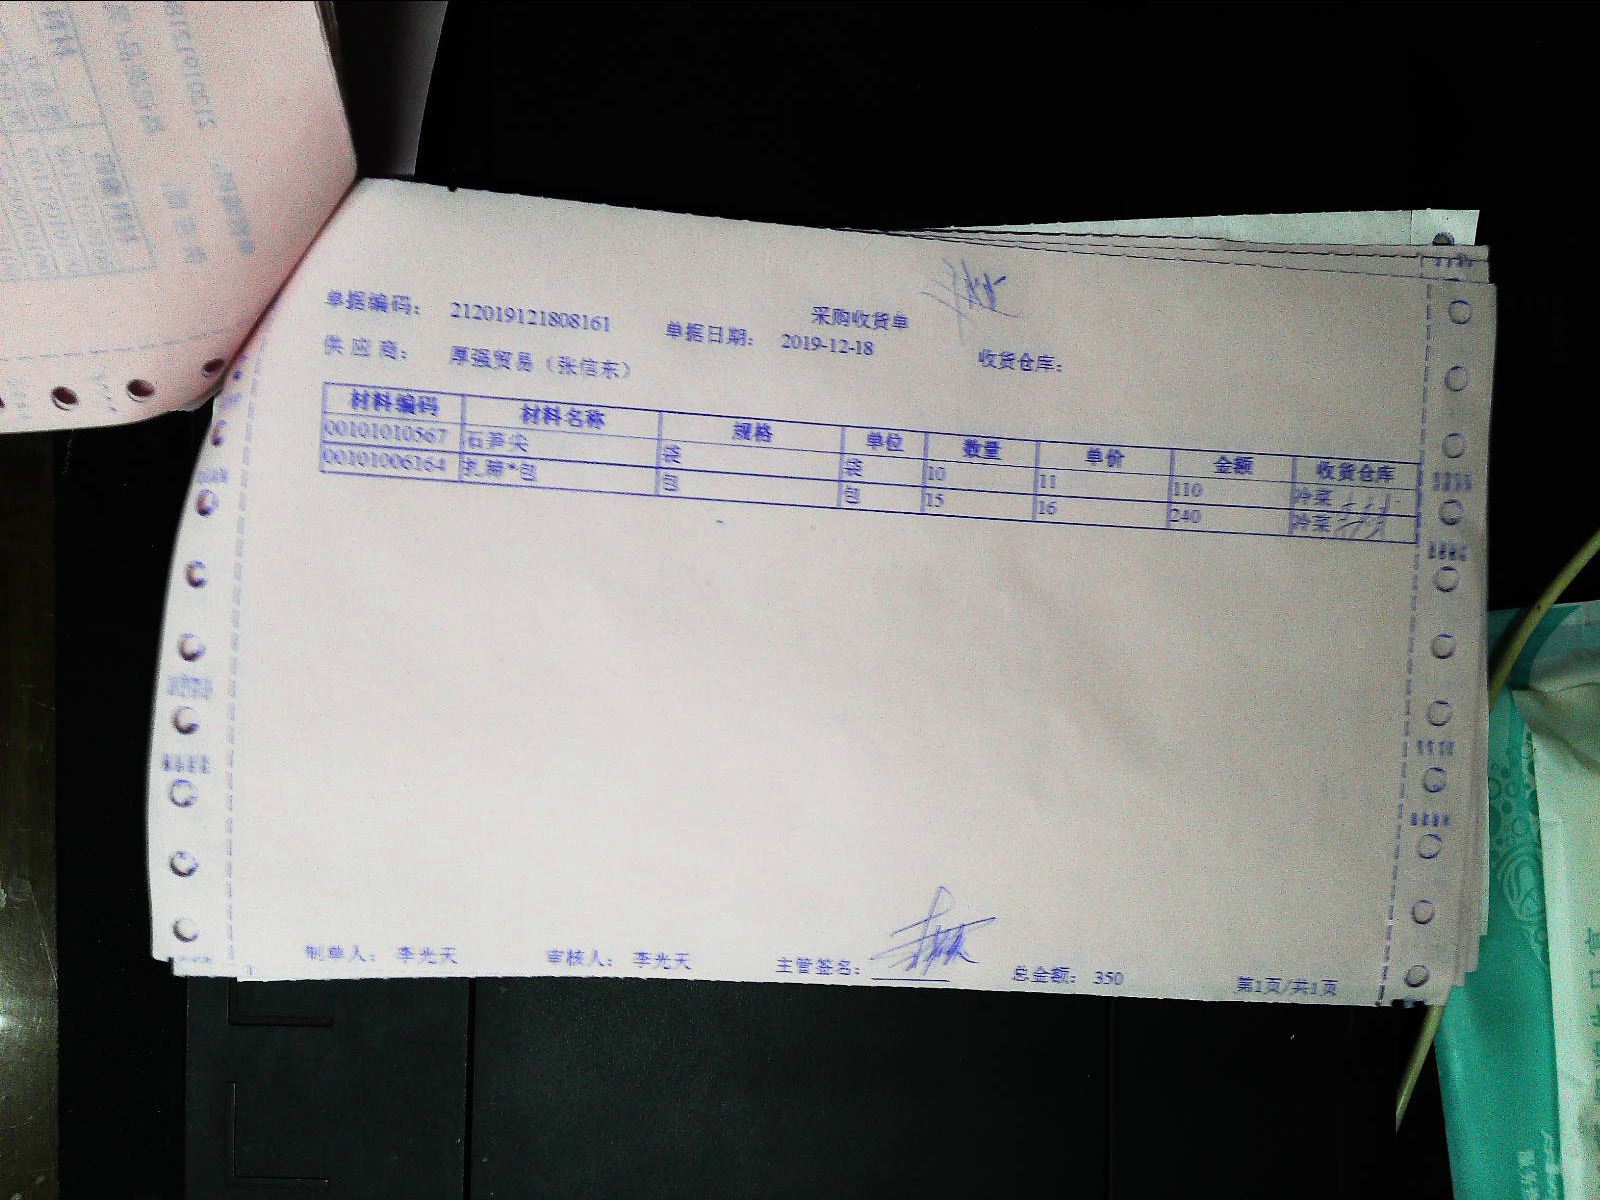 采购收货单
单据编码： 212019121808161 单据日期： 2019-12-18 收货仓库：
供应商： 厚强贸易（张信东）
材料编码 材料名称 规格 单位 数量 单价 金额 收货仓库
00101010567 石笋尖 袋 袋 10 11 110 冷菜
00101006164 扎蹄*包 包 包 15 16 240 冷菜
制单人： 李光天 审核人： 李光天 主管签名： 总金额： 350 第1页/共1页